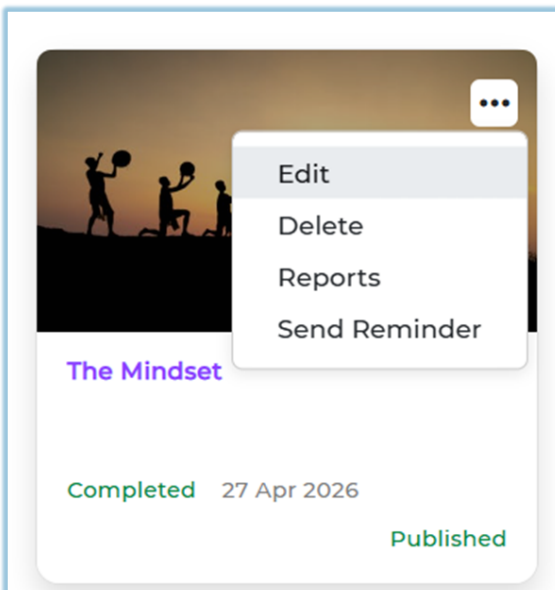 Edit
Delete
Reports
Send Reminder
The Mindset
Completed 27 Apr 2026
Published